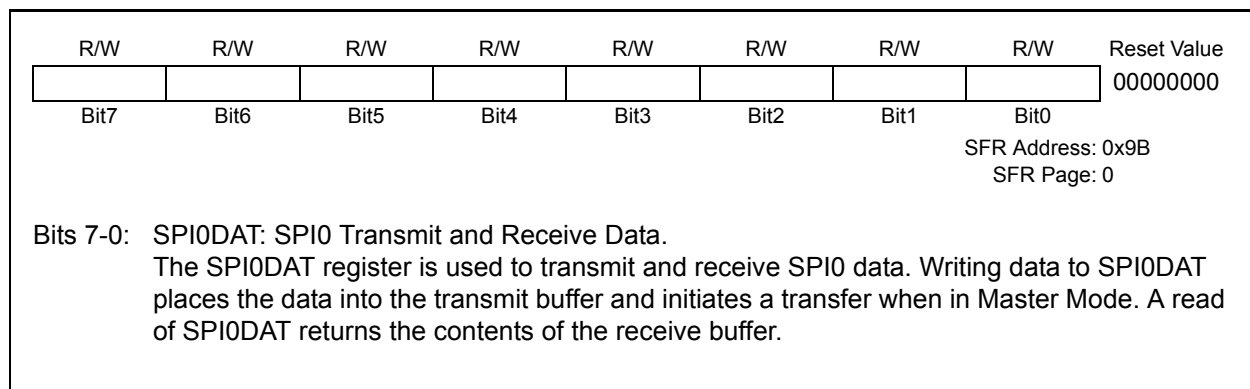 R/W R/W R/W R/W R/W R/W R/W R/W Reset Value
00000000
Bit7 Bit6 Bit5 Bit4 Bit3 Bit2 Bit1 Bit0
SFR Address: 0x9B
SFR Page: 0
Bits 7-0: SPI0DAT: SPI0 Transmit and Receive Data.
The SPI0DAT register is used to transmit and receive SPI0 data. Writing data to SPI0DAT
places the data into the transmit buffer and initiates a transfer when in Master Mode. A read
of SPI0DAT returns the contents of the receive buffer.